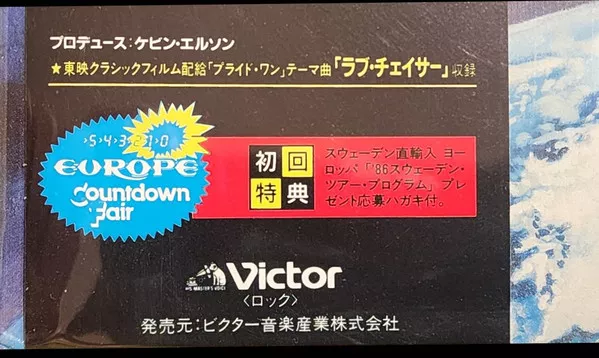 プロデュース:ケビン・エルソン
★東映クラシックフィルム配給「プライド・ワン」テーマ曲「ラブ・チェイサー」収録
›5›4›3›2›1›0
EUROPE
Countdown
Fair
初回
特典
スウェーデン直輸入 ヨー
ロッパ「'86スウェーデン・
ツアー・プログラム」プレ
ゼント応募ハガキ付。
HIS MASTER'S VOICE
Victor
〈ロック〉
発売元:ビクター音楽産業株式会社